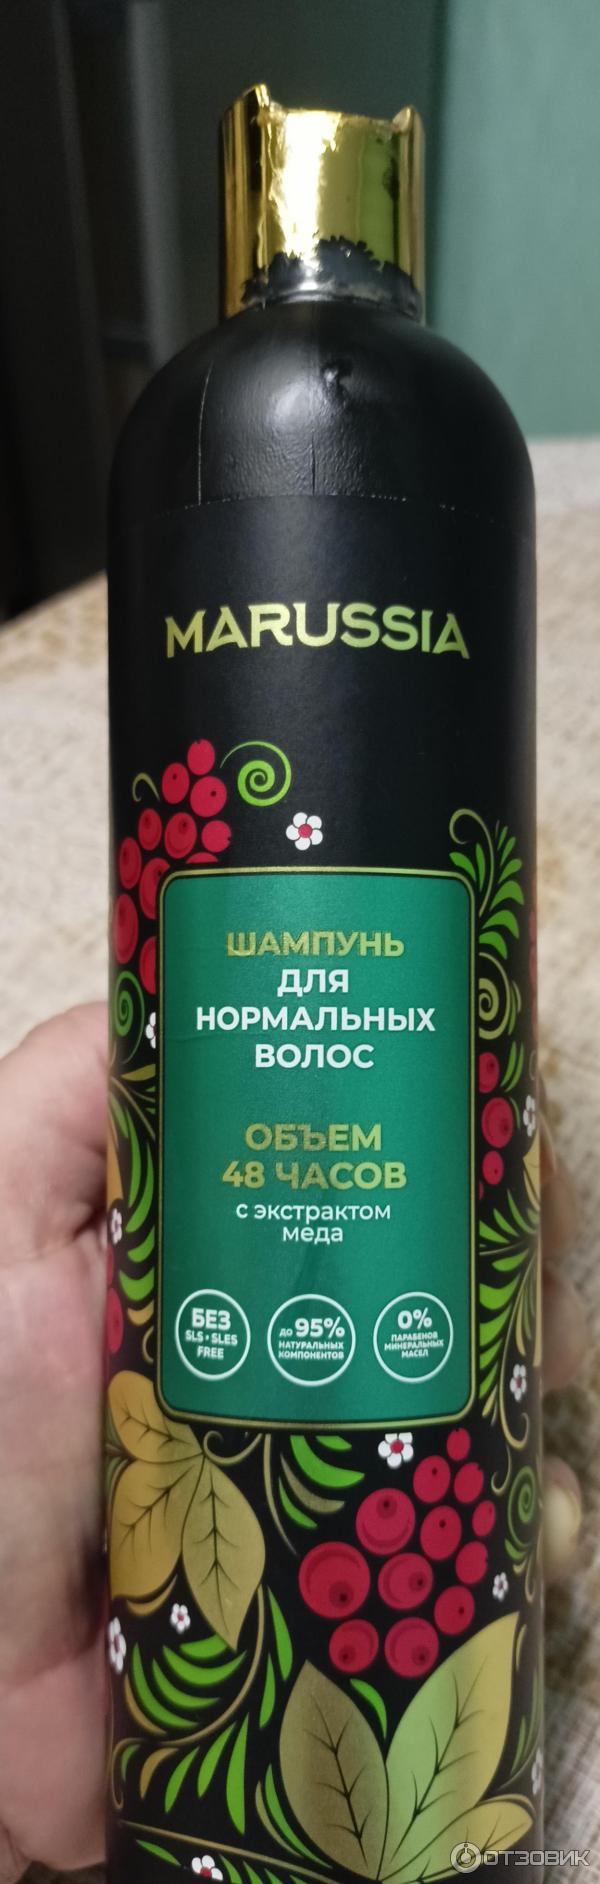 MARUSSIA
ШАМПУНЬ
ДЛЯ
НОРМАЛЬНЫХ
ВОЛОС
ОБЪЕМ
48 ЧАСОВ
с экстрактом
меда
БЕЗ
SLS • SLES
FREE
до 95%
НАТУРАЛЬНЫХ
КОМПОНЕНТОВ
0%
ПАРАБЕНОВ
МИНЕРАЛЬНЫХ
МАСЕЛ
ОТЗОВИК